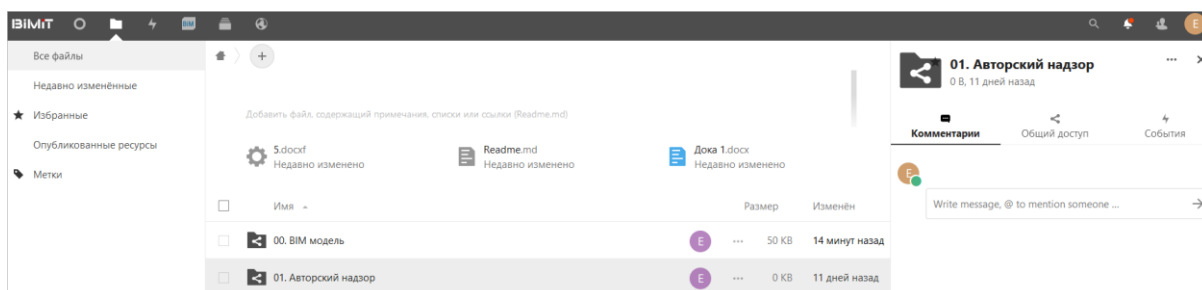 BiMiT
BIM
E
Все файлы
Недавно изменённые
Избранные
Опубликованные ресурсы
Метки
Добавить файл, содержащий примечания, списки или ссылки (Readme.md)
5.docxf
Недавно изменено
Readme.md
Недавно изменено
Дока 1.docx
Недавно изменено
Имя
Размер
Изменён
00. BIM модель
E
50 KB
14 минут назад
01. Авторский надзор
E
0 KB
11 дней назад
01. Авторский надзор
0 B, 11 дней назад
Комментарии
Общий доступ
События
E
Write message, @ to mention someone ...